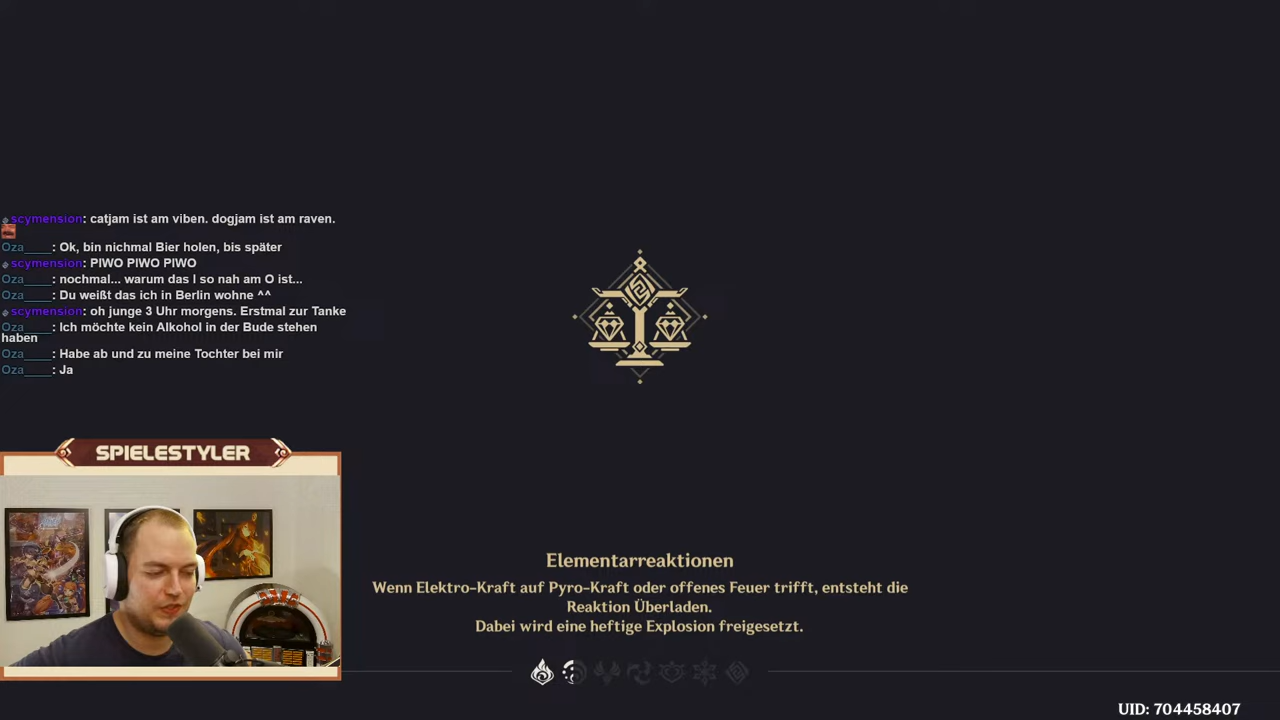 scymension: catjam ist am viben. dogjam ist am raven.
Oza____: Ok, bin nichmal Bier holen, bis später
scymension: PIWO PIWO PIWO
Oza____: nochmal... warum das I so nah am O ist...
Oza____: Du weißt das ich in Berlin wohne ^^
scymension: oh junge 3 Uhr morgens. Erstmal zur Tanke
Oza____: Ich möchte kein Alkohol in der Bude stehen
haben
Oza____: Habe ab und zu meine Tochter bei mir
Oza____: Ja
SPIELESTYLER
Elementarreaktionen
Wenn Elektro-Kraft auf Pyro-Kraft oder offenes Feuer trifft, entsteht die
Reaktion Überladen.
Dabei wird eine heftige Explosion freigesetzt.
UID: 704458407